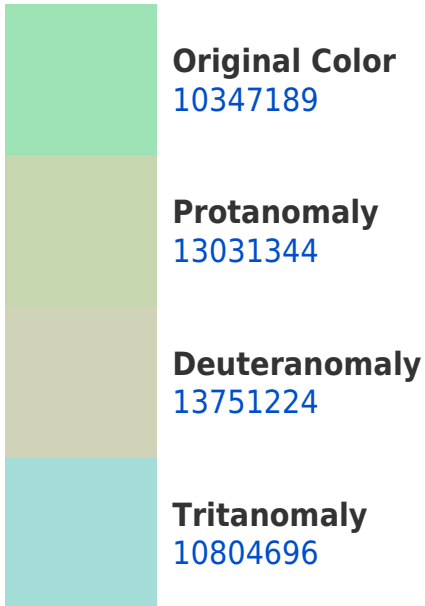 Original Color
10347189
Protanomaly
13031344
Deuteranomaly
13751224
Tritanomaly
10804696